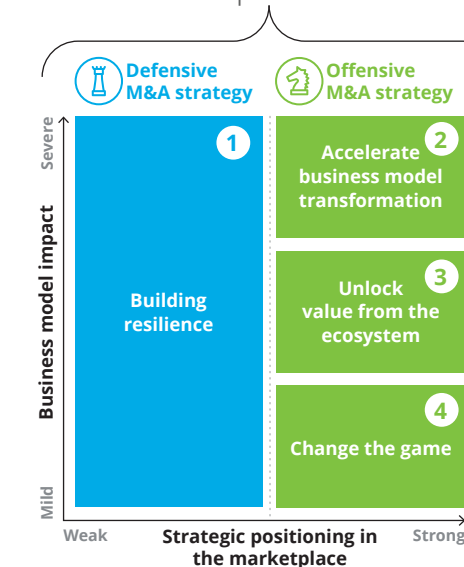 Defensive
M&A strategy
Offensive
M&A strategy
Severe
Business model impact
Mild
1
Building
resilience
2
Accelerate
business model
transformation
3
Unlock
value from the
ecosystem
4
Change the game
Weak
Strategic positioning in
the marketplace
Strong